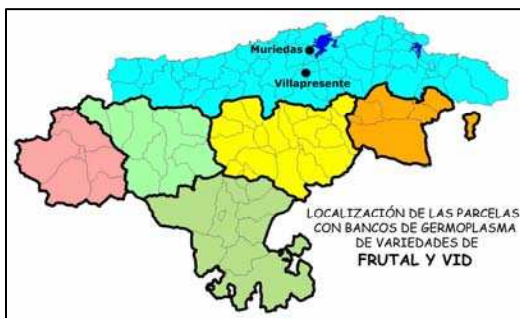 Muriedas
Villapresente
LOCALIZACIÓN DE LAS PARCELAS
CON BANCOS DE GERMOPLASMA
DE VARIEDADES DE
FRUTAL Y VID